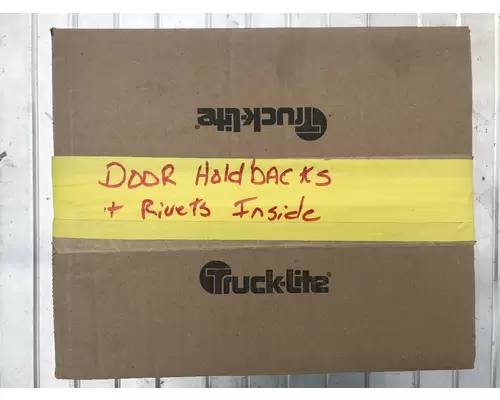 Truck-Lite®
DOOR Holdbacks
+ Rivets Inside
Truck-Lite®